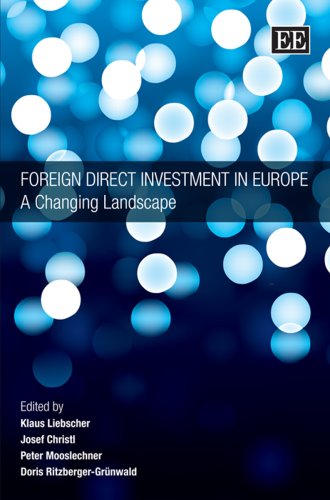 EE
FOREIGN DIRECT INVESTMENT IN EUROPE
A Changing Landscape
Edited by
Klaus Liebscher
Josef Christl
Peter Mooslechner
Doris Ritzberger-Grünwald